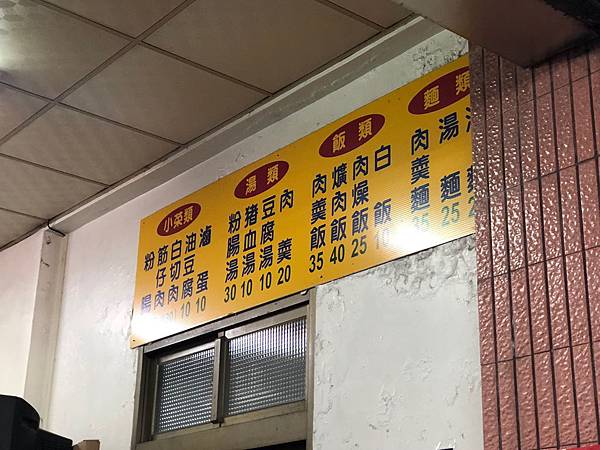 麵類
湯麵 25
肉羹麵 35
飯類
白飯 10
肉燥飯 25
爌肉飯 40
肉羹飯 35
湯類
肉羹 20
豆腐湯 10
豬血湯 10
粉腸湯 30
小菜類
滷蛋 10
油豆腐 10
白切肉
筋仔肉
粉腸